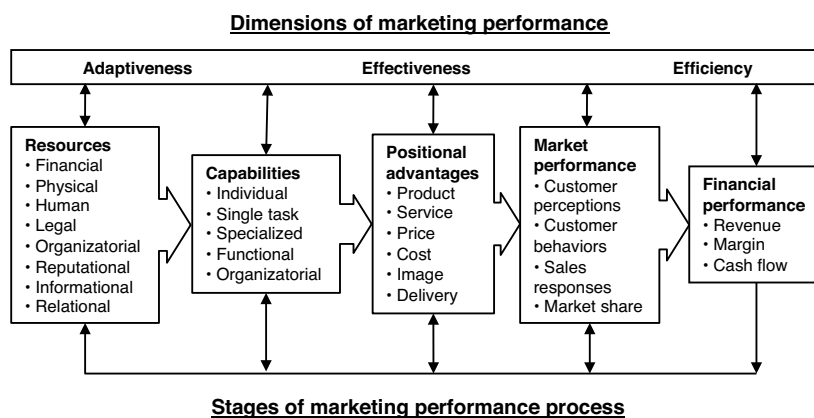 Dimensions of marketing performance
Adaptiveness Effectiveness Efficiency
Resources
• Financial
• Physical
• Human
• Legal
• Organizatorial
• Reputational
• Informational
• Relational
Capabilities
• Individual
• Single task
• Specialized
• Functional
• Organizatorial
Positional
advantages
• Product
• Service
• Price
• Cost
• Image
• Delivery
Market
performance
• Customer
perceptions
• Customer
behaviors
• Sales
responses
• Market share
Financial
performance
• Revenue
• Margin
• Cash flow
Stages of marketing performance process